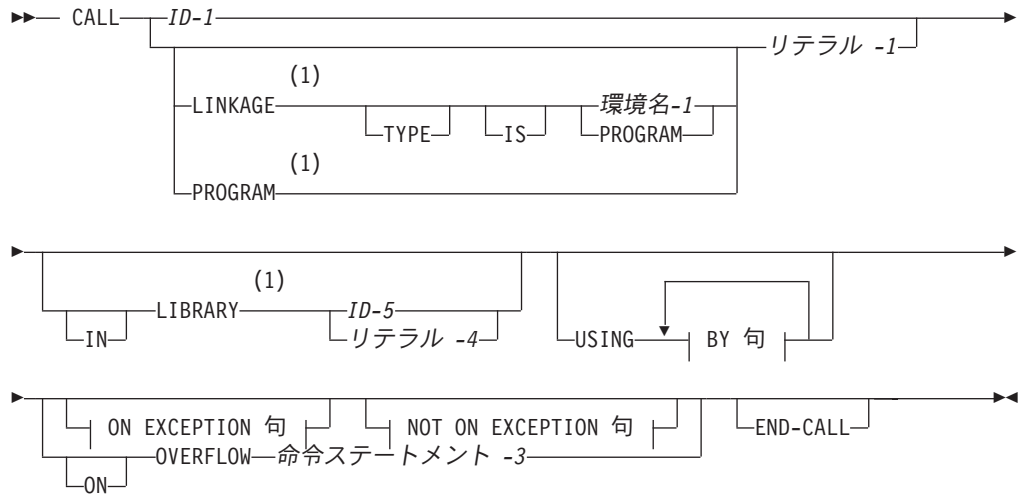 CALL ID-1
リテラル -1
(1)
LINKAGE 環境名-1
TYPE IS PROGRAM
(1)
PROGRAM
(1)
LIBRARY ID-5
IN リテラル -4 USING BY 句
ON EXCEPTION 句 NOT ON EXCEPTION 句 END-CALL
OVERFLOW 命令ステートメント -3
ON